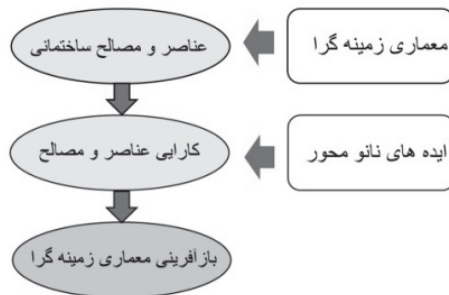 معماری زمینه گرا
عناصر و مصالح ساختمانی
ایده های نانو محور
کارایی عناصر و مصالح
بازآفرینی معماری زمینه گرا